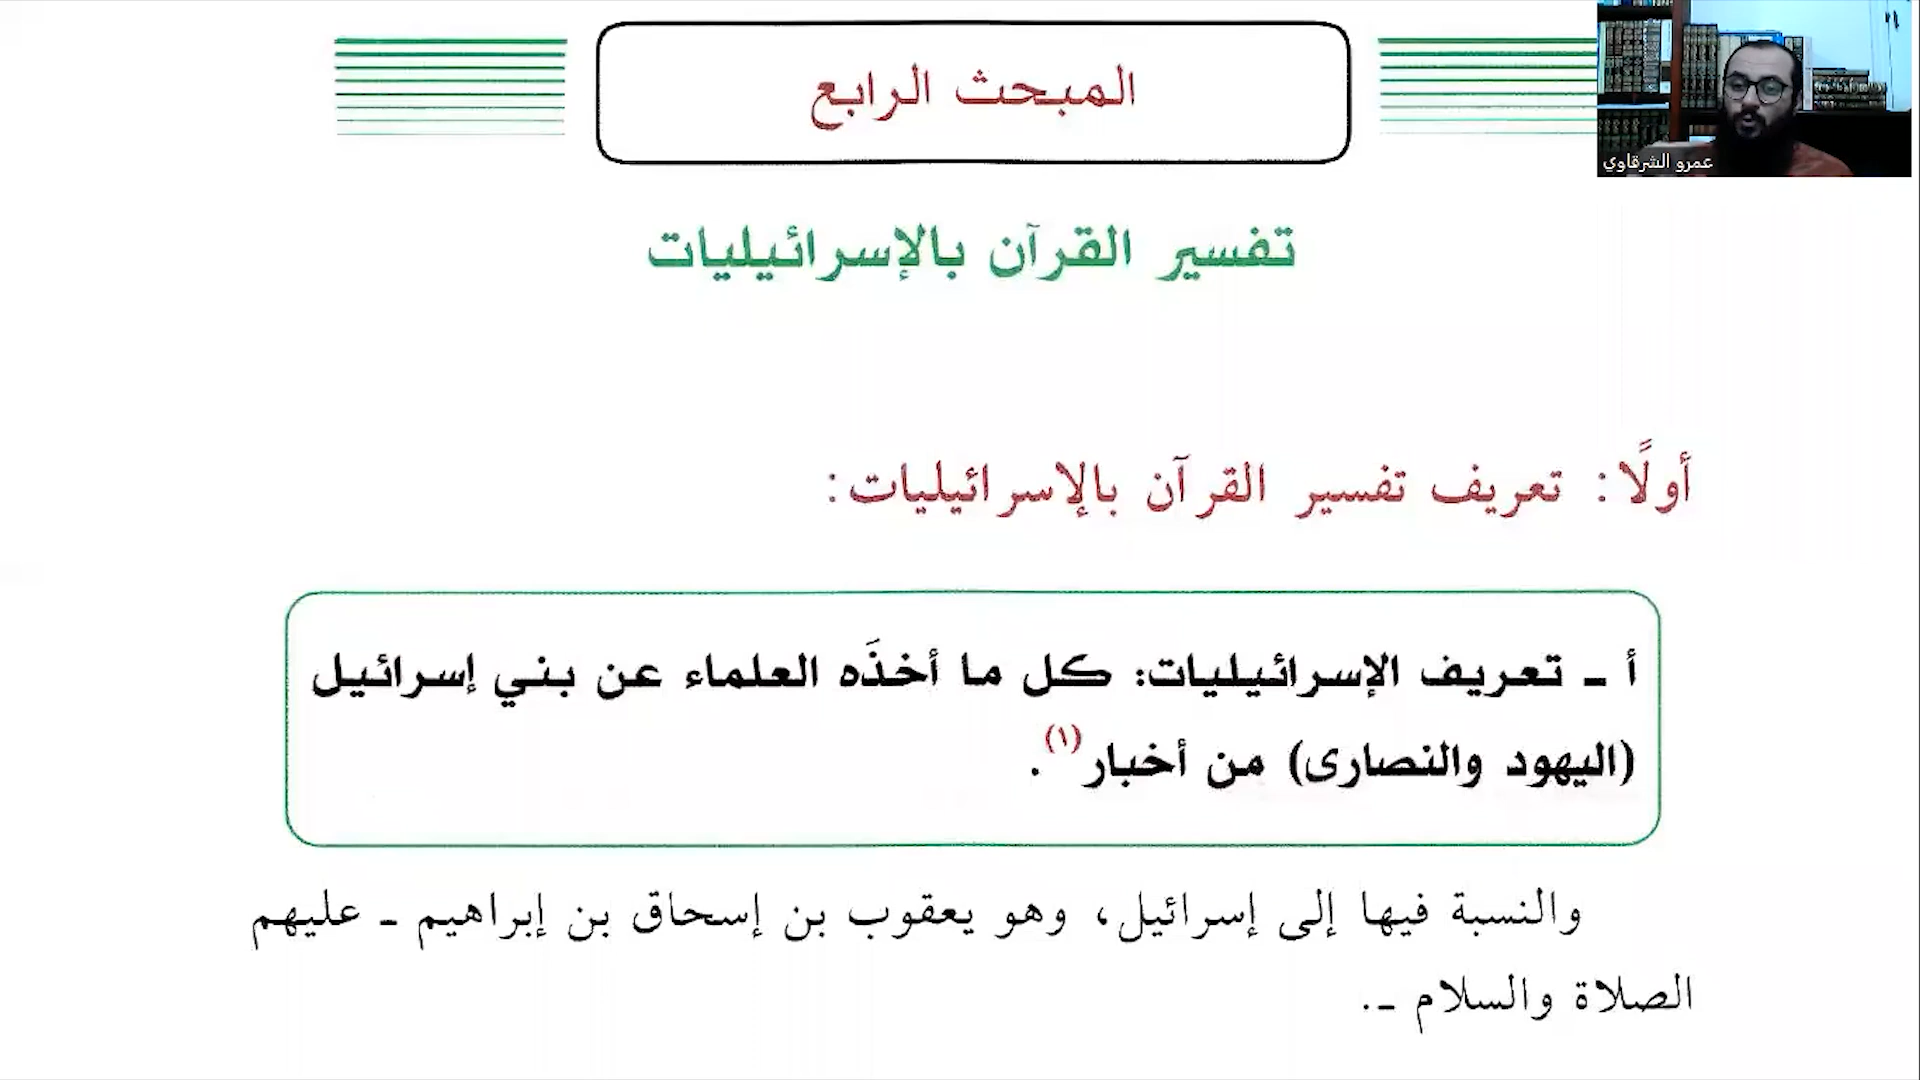 المبحث الرابع
عمرو الشرقاوي
تفسير القرآن بالإسرائيليات
أولًا: تعريف تفسير القرآن بالإسرائيليات:
أ ـ تعريف الإسرائيليات: كل ما أخذَه العلماء عن بني إسرائيل
(اليهود والنصارى) من أخبار(١).
والنسبة فيها إلى إسرائيل، وهو يعقوب بن إسحاق بن إبراهيم ـ عليهم
الصلاة والسلام ـ.